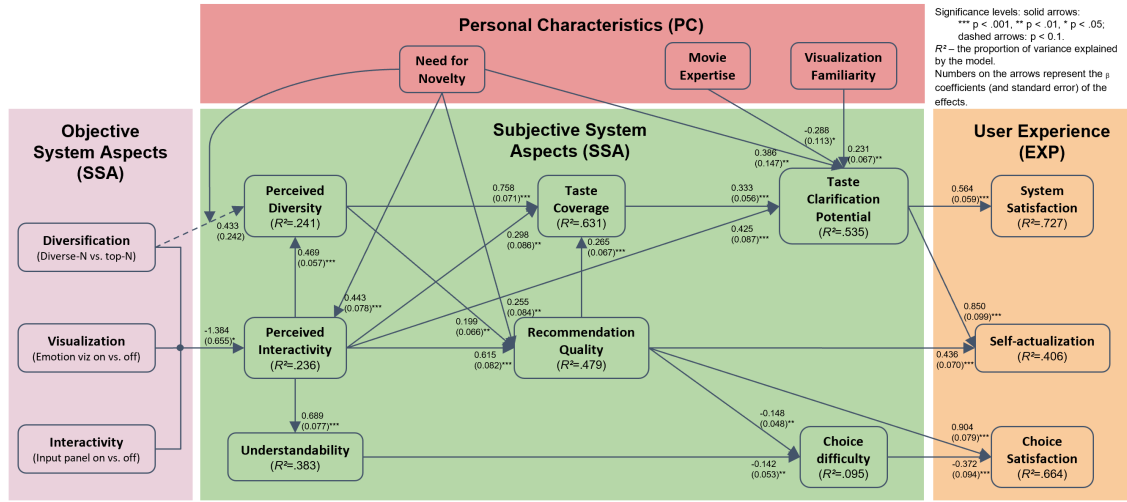 Personal Characteristics (PC)
Need for
Novelty
Movie
Expertise
Visualization
Familiarity
Significance levels: solid arrows:
*** p < .001, ** p < .01, * p < .05;
dashed arrows: p < 0.1.
R² – the proportion of variance explained
by the model.
Numbers on the arrows represent the β
coefficients (and standard error) of the
effects.
Objective
System Aspects
(SSA)
Diversification
(Diverse-N vs. top-N)
Visualization
(Emotion viz on vs. off)
Interactivity
(Input panel on vs. off)
Subjective System
Aspects (SSA)
Perceived
Diversity
(R²=.241)
Taste
Coverage
(R²=.631)
Taste
Clarification
Potential
(R²=.535)
Perceived
Interactivity
(R²=.236)
Recommendation
Quality
(R²=.479)
Understandability
(R²=.383)
Choice
difficulty
(R²=.095)
-0.288
(0.113)*
0.386
(0.147)**
0.231
(0.067)**
0.758
(0.071)***
0.333
(0.056)***
0.433
(0.242)
0.298
(0.086)**
0.265
(0.067)***
0.425
(0.087)***
0.469
(0.057)***
0.443
(0.078)***
0.255
(0.084)**
-1.384
(0.655)*
0.199
(0.066)**
0.615
(0.082)***
0.689
(0.077)***
-0.148
(0.048)**
-0.142
(0.053)**
User Experience
(EXP)
0.564
(0.059)***
System
Satisfaction
(R²=.727)
0.850
(0.099)***
Self-actualization
(R²=.406)
0.436
(0.070)***
0.904
(0.079)***
-0.372
(0.094)***
Choice
Satisfaction
(R²=.664)